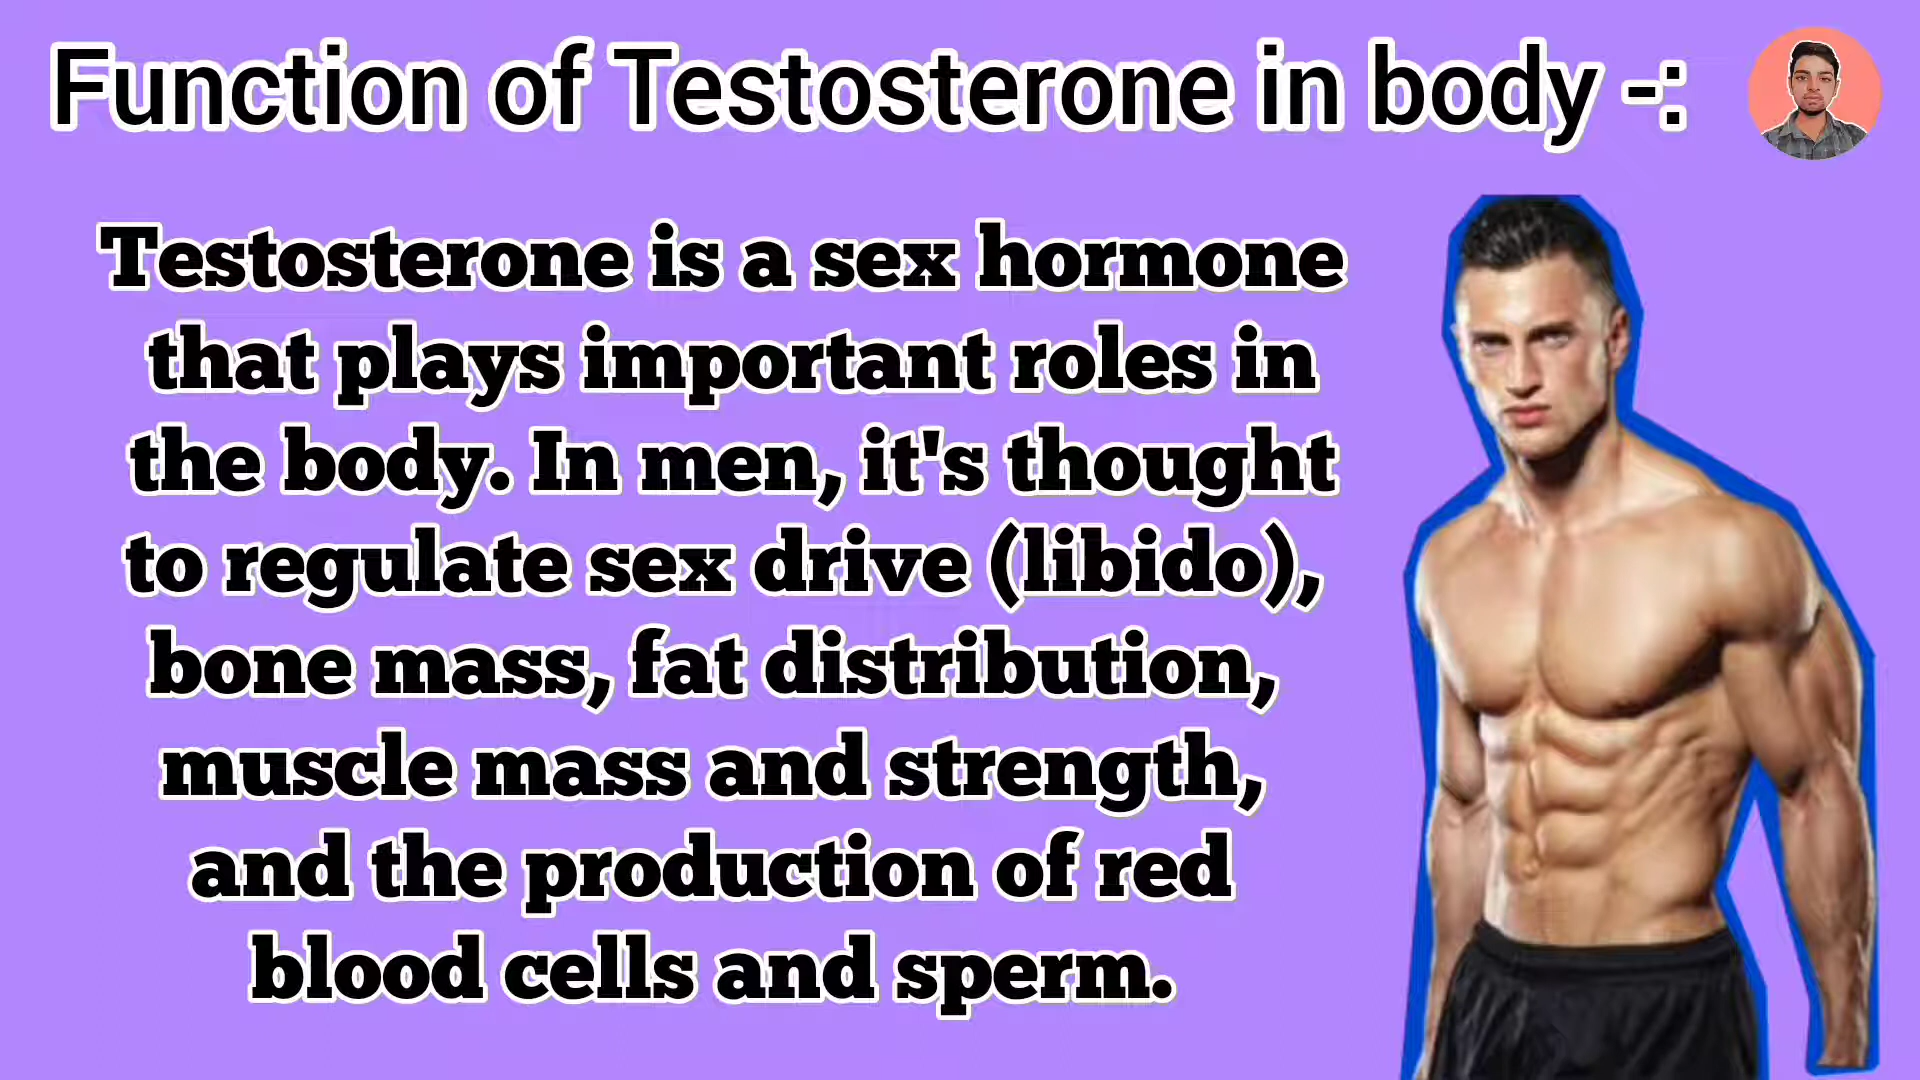 Function of Testosterone in body -:
Testosterone is a sex hormone
that plays important roles in
the body. In men, it's thought
to regulate sex drive (libido),
bone mass, fat distribution,
muscle mass and strength,
and the production of red
blood cells and sperm.